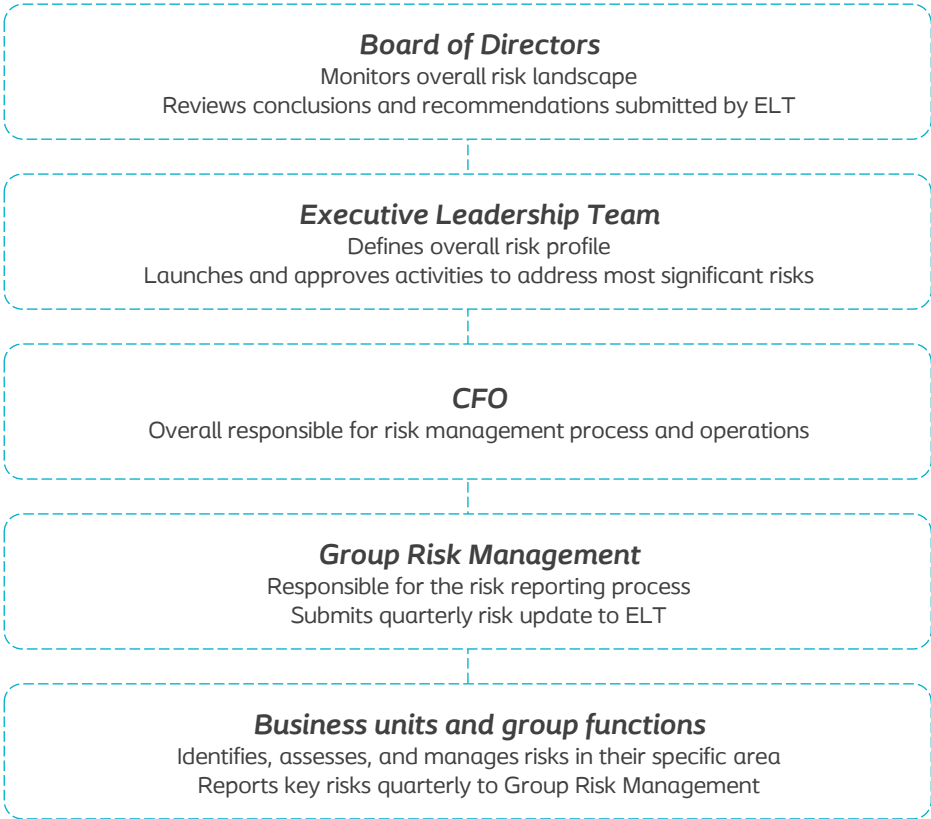 Board of Directors
Monitors overall risk landscape
Reviews conclusions and recommendations submitted by ELT
Executive Leadership Team
Defines overall risk profile
Launches and approves activities to address most significant risks
CFO
Overall responsible for risk management process and operations
Group Risk Management
Responsible for the risk reporting process
Submits quarterly risk update to ELT
Business units and group functions
Identifies, assesses, and manages risks in their specific area
Reports key risks quarterly to Group Risk Management